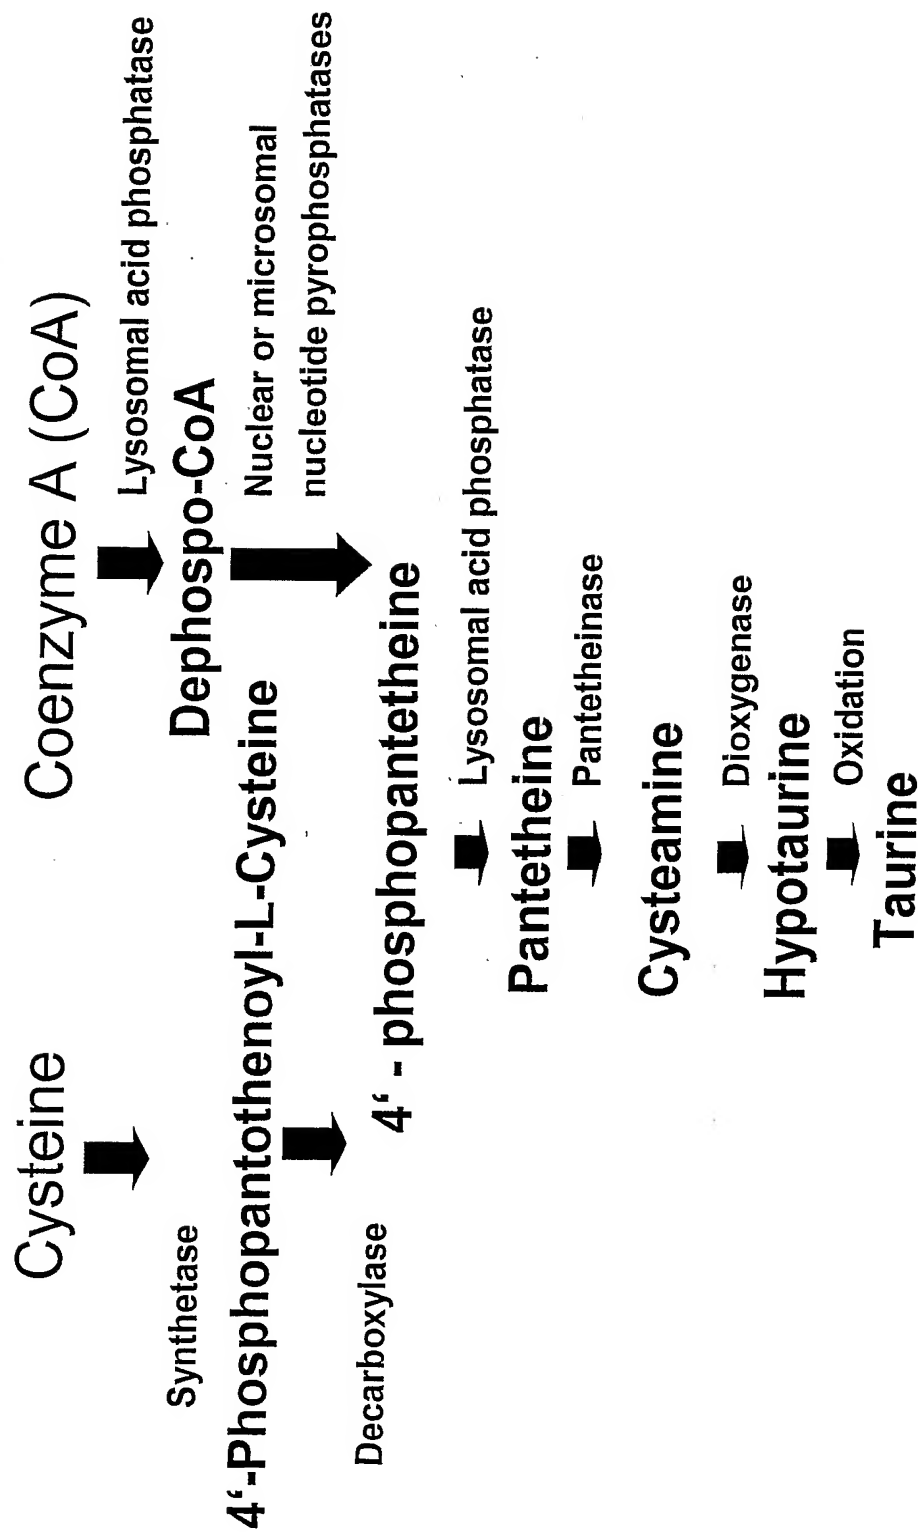 Cysteine
Coenzyme A (CoA)
Lysosomal acid phosphatase
Synthetase
Dephospo-CoA
4‘-Phosphopantothenoyl-L-Cysteine
Nuclear or microsomal
nucleotide pyrophosphatases
Decarboxylase
4‘ - phosphopantetheine
Lysosomal acid phosphatase
Pantetheine
Pantetheinase
Cysteamine
Dioxygenase
Hypotaurine
Oxidation
Taurine